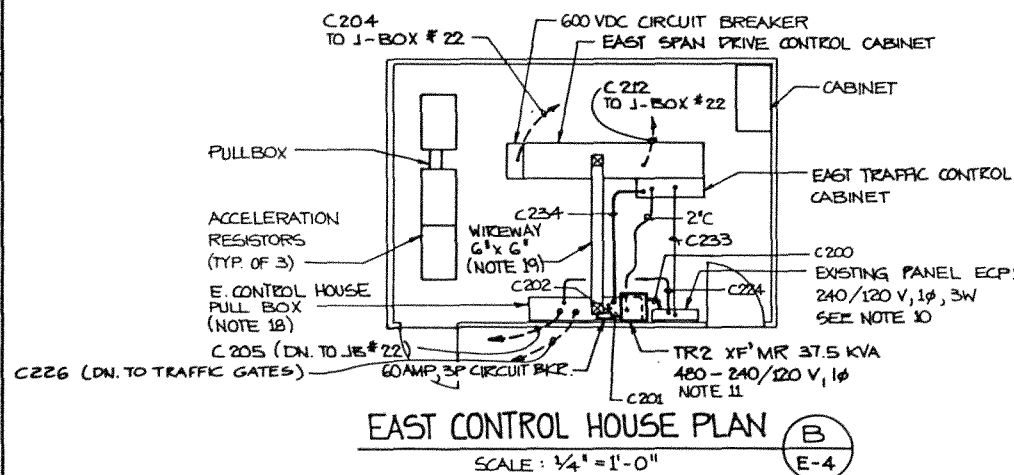 C204
TO J-BOX # 22
600 VDC CIRCUIT BREAKER
EAST SPAN DRIVE CONTROL CABINET
C212
TO J-BOX #22
CABINET
PULLBOX
EAST TRAFFIC CONTROL
CABINET
ACCELERATION
RESISTORS
(TYP. OF 3)
C234
WIREWAY
6"x 6"
(NOTE 19)
2"C
C233
C200
C202
C224
EXISTING PANEL ECP
240/120 V, 1φ, 3W
SEE NOTE 10
E. CONTROL HOUSE
PULL BOX
(NOTE 18)
C205 (DN. TO JB#22)
C226 (DN. TO TRAFFIC GATES)
60AMP, 3P CIRCUIT BKR.
C201
TR2 XF'MR 37.5 KVA
480-240/120 V, 1φ
NOTE 11
EAST CONTROL HOUSE PLAN
B
E-4
SCALE: 1/4" = 1'-0"